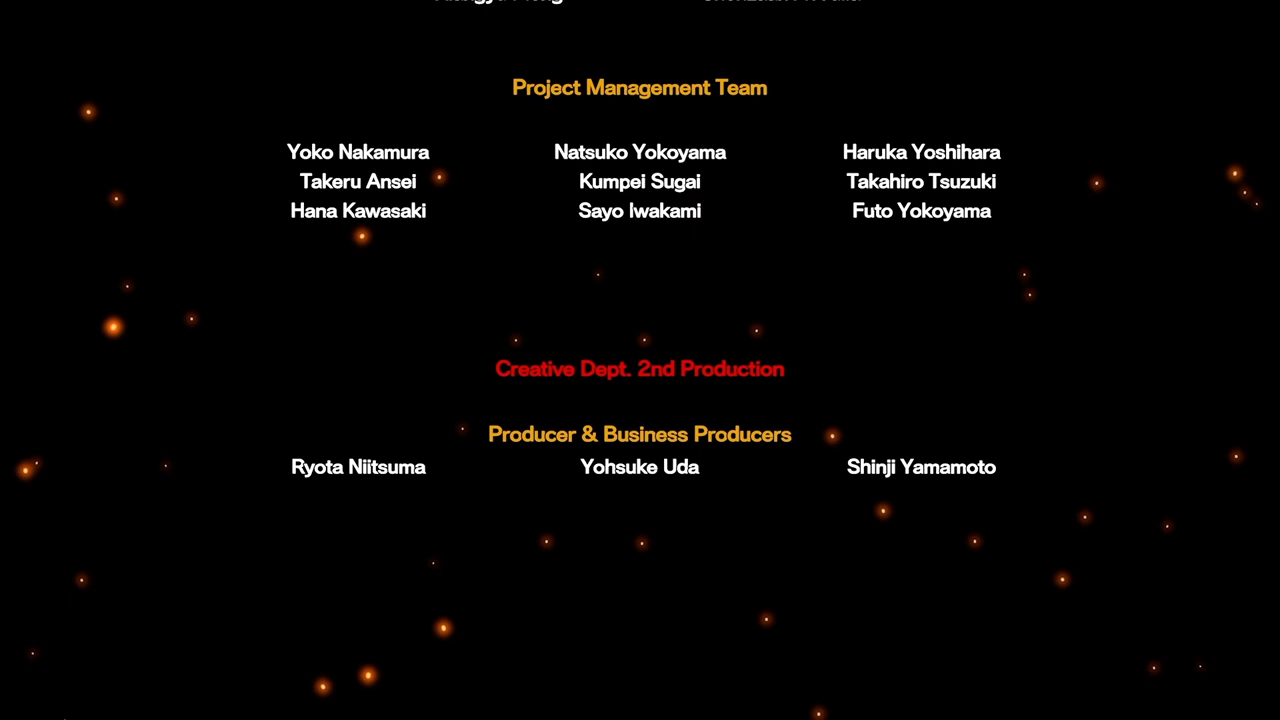 Project Management Team
Yoko Nakamura Natsuko Yokoyama Haruka Yoshihara
Takeru Ansei Kumpei Sugai Takahiro Tsuzuki
Hana Kawasaki Sayo Iwakami Futo Yokoyama
Creative Dept. 2nd Production
Producer & Business Producers
Ryota Niitsuma Yohsuke Uda Shinji Yamamoto